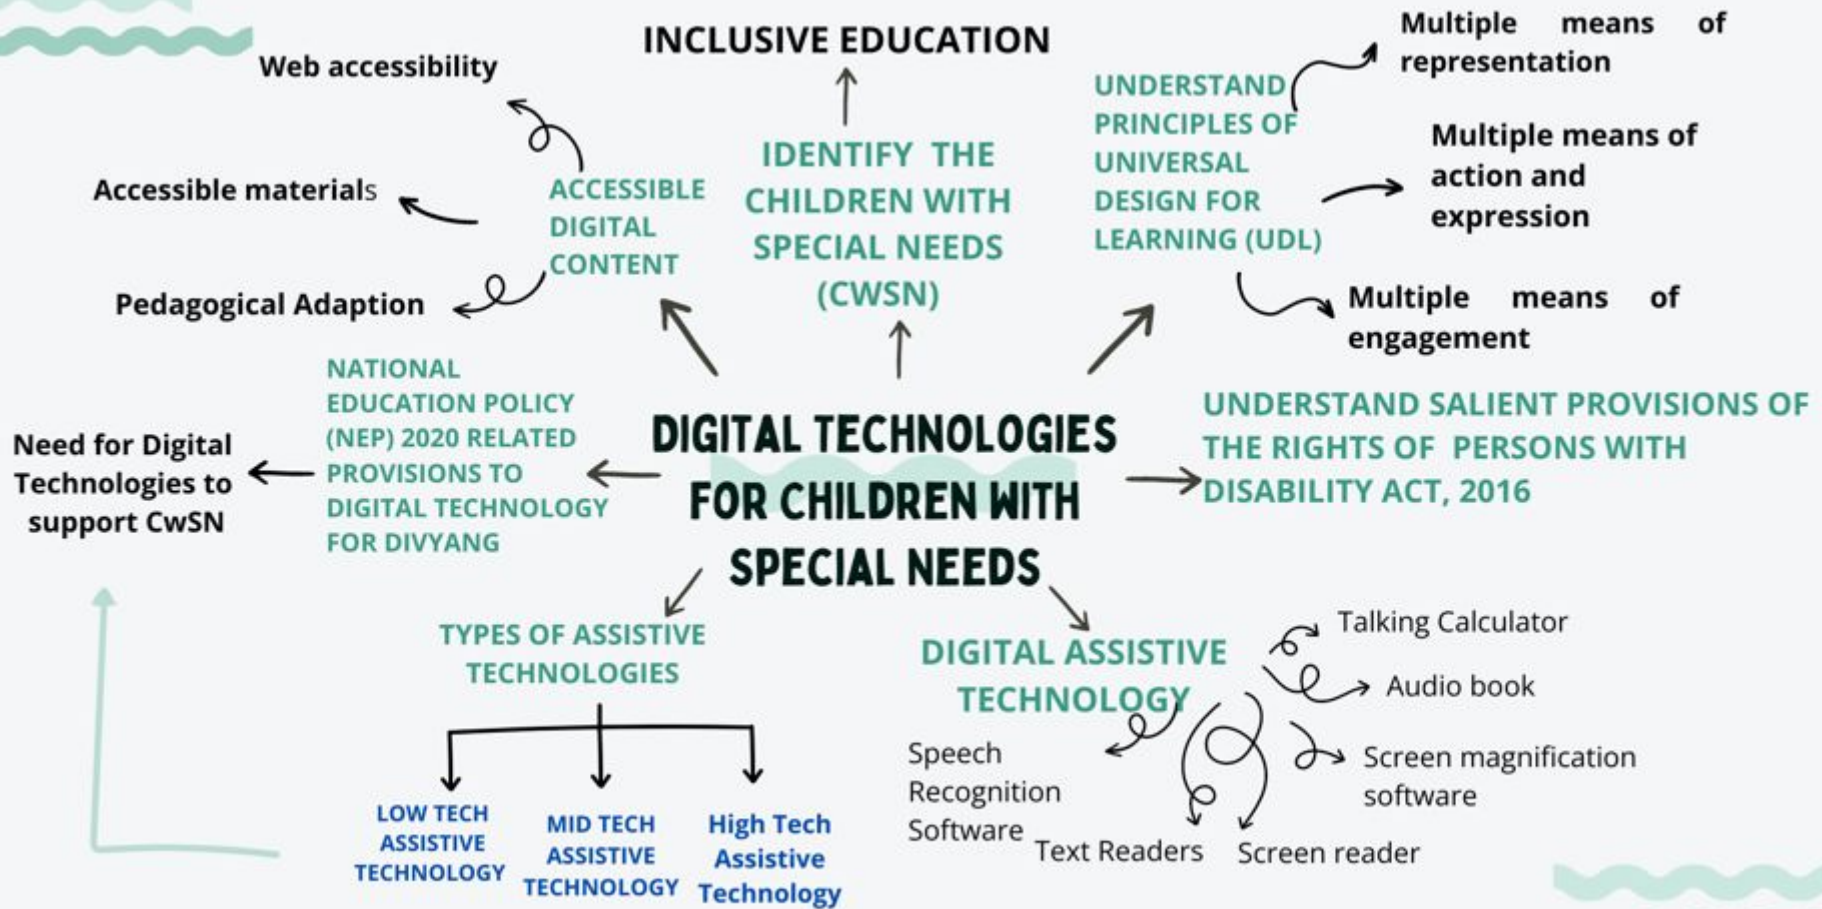 INCLUSIVE EDUCATION
Web accessibility
Accessible materials
Pedagogical Adaption
ACCESSIBLE
DIGITAL
CONTENT
IDENTIFY THE
CHILDREN WITH
SPECIAL NEEDS
(CWSN)
UNDERSTAND
PRINCIPLES OF
UNIVERSAL
DESIGN FOR
LEARNING (UDL)
Multiple means of
representation
Multiple means of
action and
expression
Multiple means of
engagement
NATIONAL
EDUCATION POLICY
(NEP) 2020 RELATED
PROVISIONS TO
DIGITAL TECHNOLOGY
FOR DIVYANG
Need for Digital
Technologies to
support CwSN
DIGITAL TECHNOLOGIES
FOR CHILDREN WITH
SPECIAL NEEDS
UNDERSTAND SALIENT PROVISIONS OF
THE RIGHTS OF PERSONS WITH
DISABILITY ACT, 2016
TYPES OF ASSISTIVE
TECHNOLOGIES
LOW TECH
ASSISTIVE
TECHNOLOGY
MID TECH
ASSISTIVE
TECHNOLOGY
High Tech
Assistive
Technology
DIGITAL ASSISTIVE
TECHNOLOGY
Talking Calculator
Audio book
Screen magnification
software
Screen reader
Text Readers
Speech
Recognition
Software